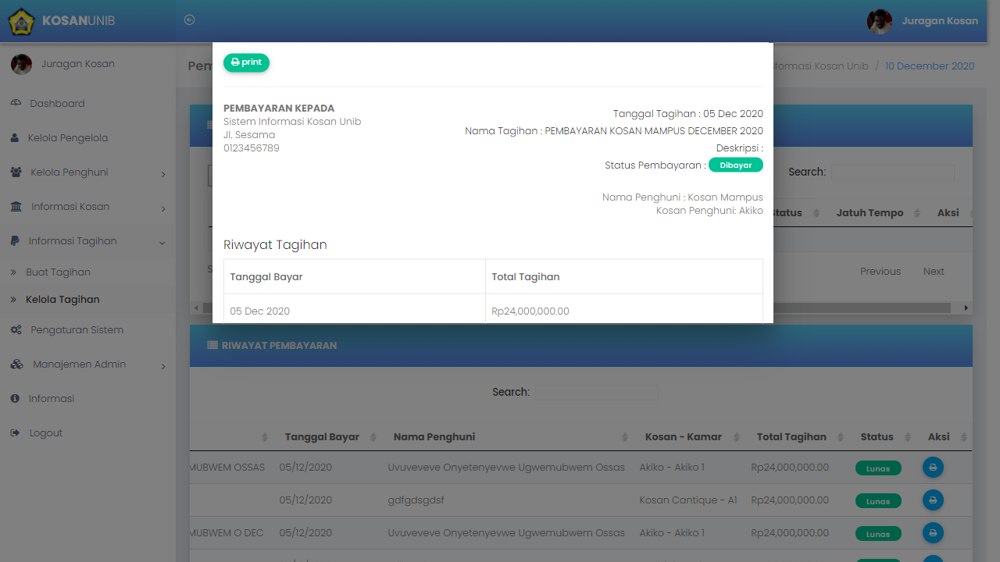 KOSANUNIB
Juragan Kosan
Juragan Kosan
Dashboard
Kelola Pengelola
Kelola Penghuni
Informasi Kosan
Informasi Tagihan
Buat Tagihan
Kelola Tagihan
Pengaturan Sistem
Manajemen Admin
Informasi
Logout
Kosan Unib / 10 December 2020
print
PEMBAYARAN KEPADA
Sistem Informasi Kosan Unib
Jl. Sesama
0123456789
Tanggal Tagihan : 05 Dec 2020
Nama Tagihan : PEMBAYARAN KOSAN MAMPUS DECEMBER 2020
Deskripsi :
Status Pembayaran : Dibayar
Nama Penghuni : Kosan Mampus
Kosan Penghuni: Akiko
Riwayat Tagihan
Tanggal Bayar Total Tagihan
05 Dec 2020 Rp24,000,000.00
Search:
Status Jatuh Tempo Aksi
Previous Next
RIWAYAT PEMBAYARAN
Search:
Tanggal Bayar Nama Penghuni Kosan - Kamar Total Tagihan Status Aksi
MUBWEM OSSAS 05/12/2020 Uvuveveve Onyetenyevwe Ugwemubwem Ossas Akiko - Akiko 1 Rp24,000,000.00 Lunas
05/12/2020 gdfgdsgdsf Kosan Cantique - A1 Rp24,000,000.00 Lunas
MUBWEM O DEC 05/12/2020 Uvuveveve Onyetenyevwe Ugwemubwem Ossas Akiko - Akiko 1 Rp24,000,000.00 Lunas